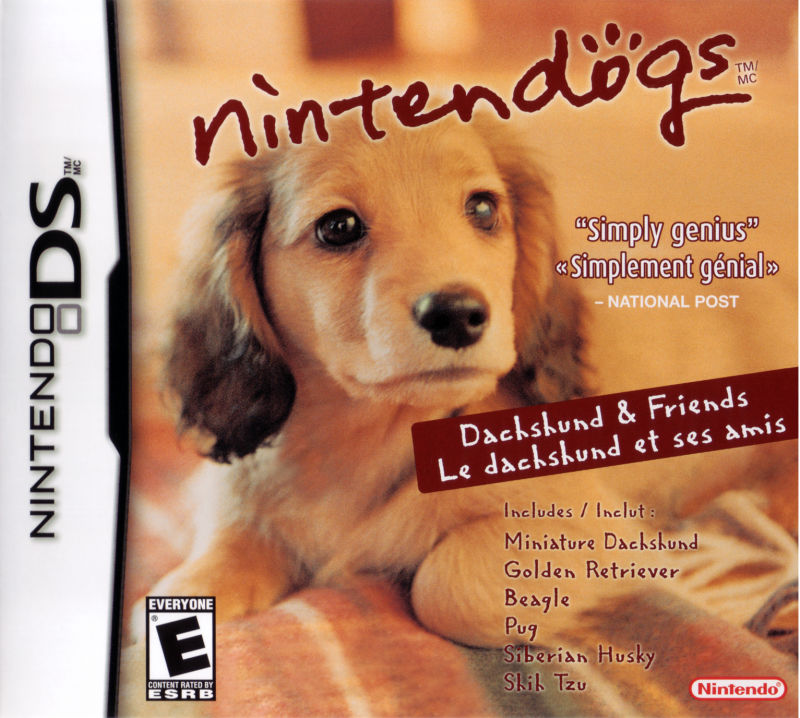 nintendögs TM/MC
NINTENDO DS TM/MC
"Simply genius"
«Simplement génial»
– NATIONAL POST
Dachshund & Friends
Le dachshund et ses amis
Includes / Inclut :
Miniature Dachshund
Golden Retriever
Beagle
Pug
Siberian Husky
Shih Tzu
EVERYONE
E ®
CONTENT RATED BY
ESRB
Nintendo®